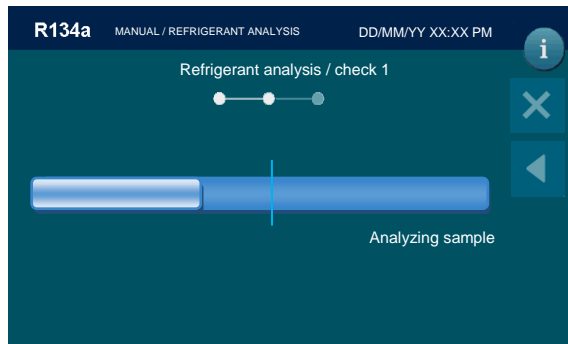 R134a MANUAL / REFRIGERANT ANALYSIS DD/MM/YY XX:XX PM
i
Refrigerant analysis / check 1
Analyzing sample